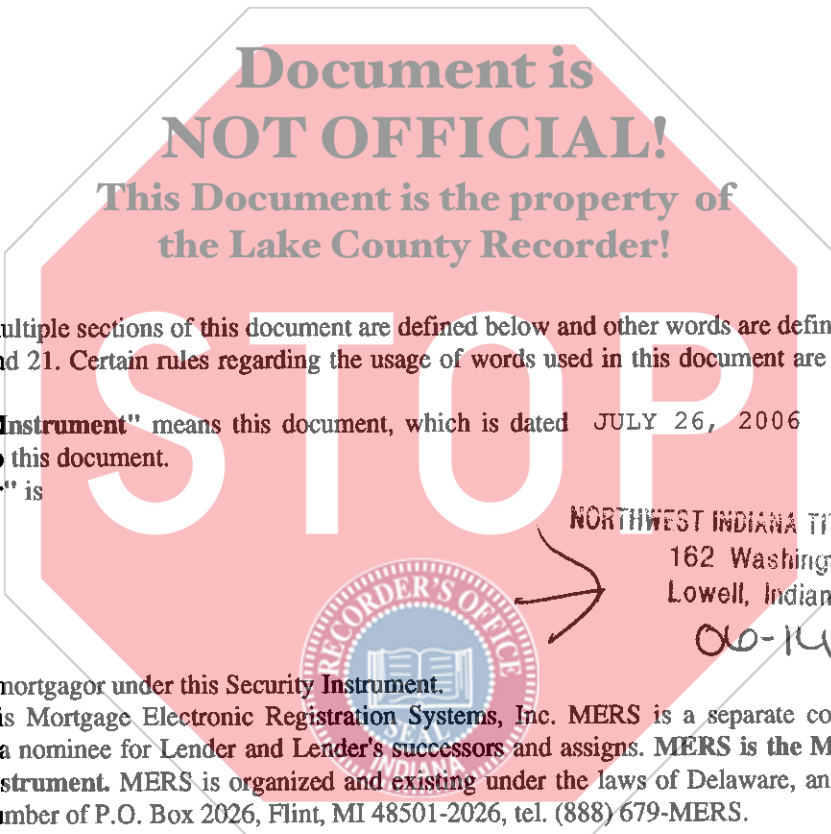 Document is
NOT OFFICIAL!
This Document is the property of
the Lake County Recorder!
ultiple sections of this document are defined below and other words are defin
nd 21. Certain rules regarding the usage of words used in this document are
STOP
Instrument" means this document, which is dated JULY 26, 2006
this document.
" is
NORTHWEST INDIANA TI
162 Washing
Lowell, Indian
06-14
RECORDER'S OFFICE
SEAL
INDIANA
mortgagor under this Security Instrument.
is Mortgage Electronic Registration Systems, Inc. MERS is a separate co
a nominee for Lender and Lender's successors and assigns. MERS is the M
strument. MERS is organized and existing under the laws of Delaware, an
umber of P.O. Box 2026, Flint, MI 48501-2026, tel. (888) 679-MERS.